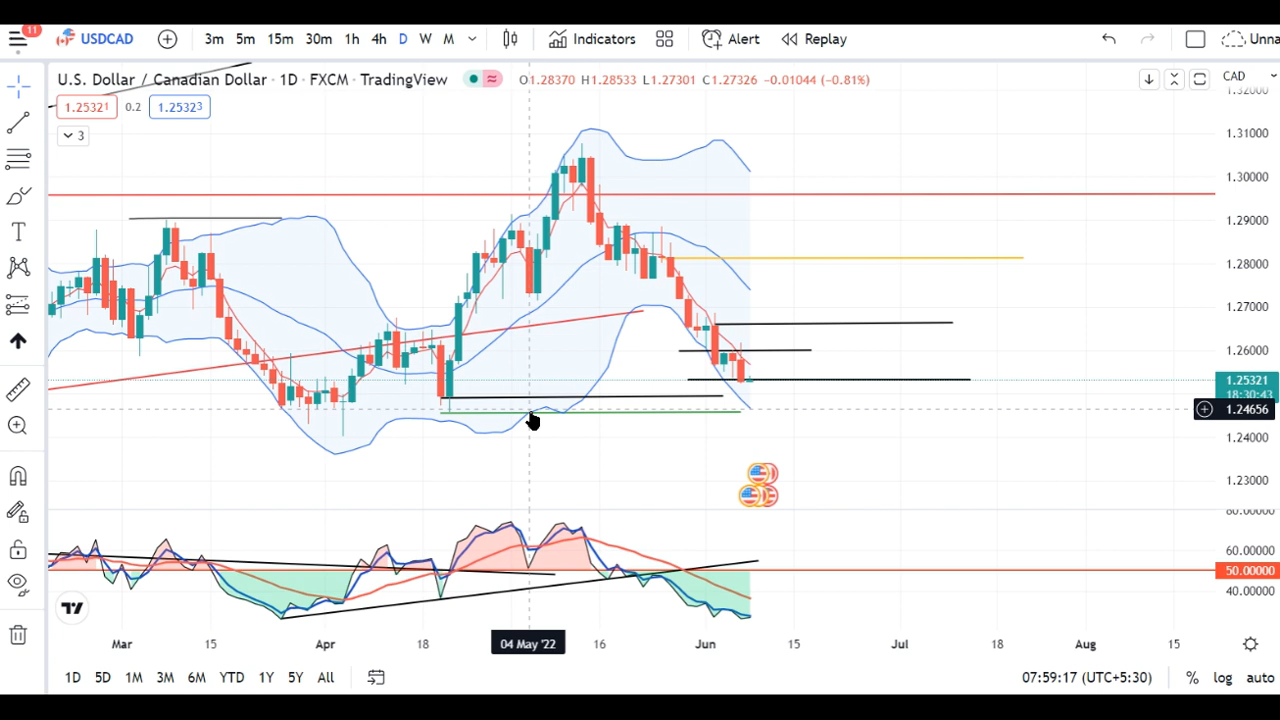 11
USDCAD
3m 5m 15m 30m 1h 4h D W M
Indicators
Alert
Replay
Unna
U.S. Dollar / Canadian Dollar · 1D · FXCM · TradingView
O1.28370 H1.28533 L1.27301 C1.27326 -0.01044 (-0.81%)
CAD
1.25321 0.2 1.25323
3
T
1.32000
1.31000
1.30000
1.29000
1.28000
1.27000
1.26000
1.25321
18:30:43
1.24656
1.24000
1.23000
80.00000
60.00000
50.00000
40.00000
Mar 15 Apr 18 04 May '22 16 Jun 15 Jul 18 Aug 15
1D 5D 1M 3M 6M YTD 1Y 5Y All
07:59:17 (UTC+5:30) % log auto